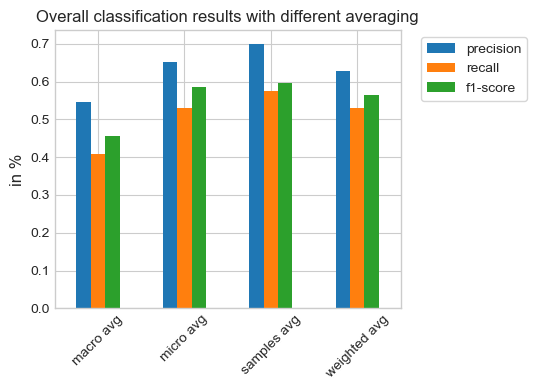 Overall classification results with different averaging
0.7
0.6
0.5
0.4
0.3
0.2
0.1
0.0
in %
macro avg
micro avg
samples avg
weighted avg
precision
recall
f1-score